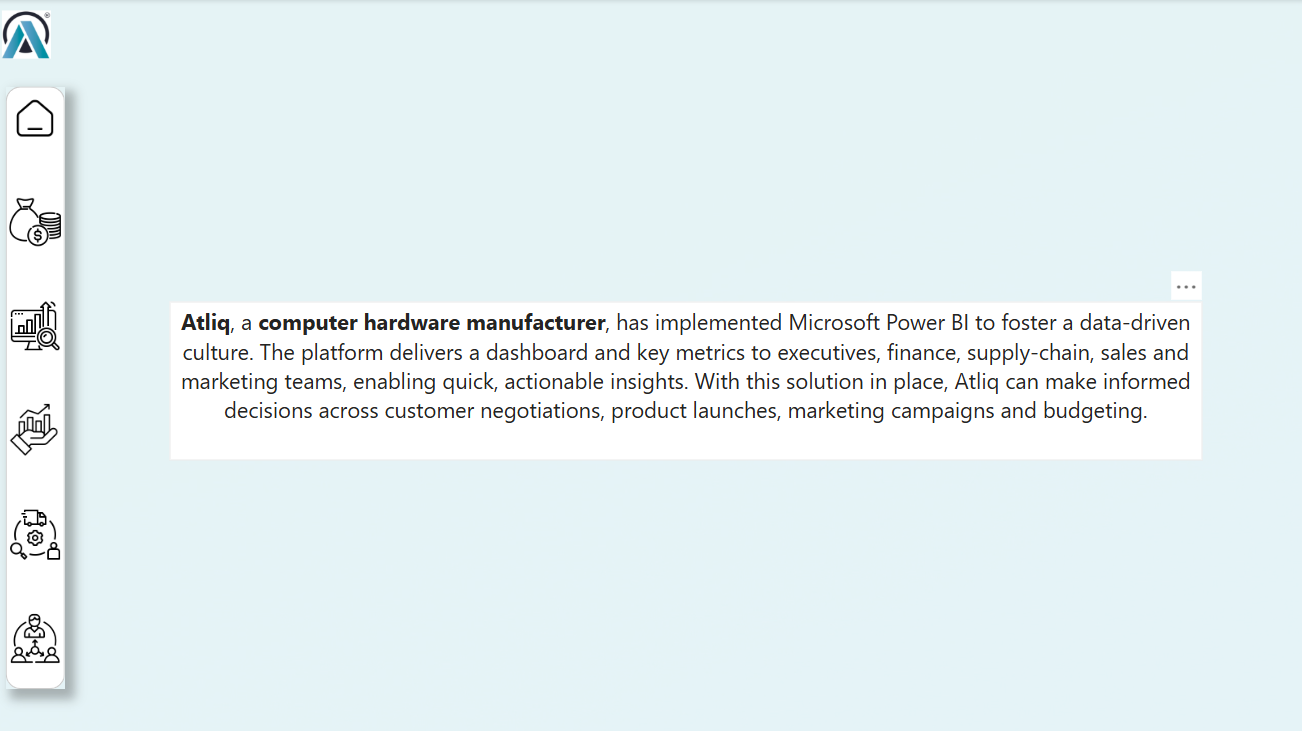 Atliq, a computer hardware manufacturer, has implemented Microsoft Power BI to foster a data-driven
culture. The platform delivers a dashboard and key metrics to executives, finance, supply-chain, sales and
marketing teams, enabling quick, actionable insights. With this solution in place, Atliq can make informed
decisions across customer negotiations, product launches, marketing campaigns and budgeting.